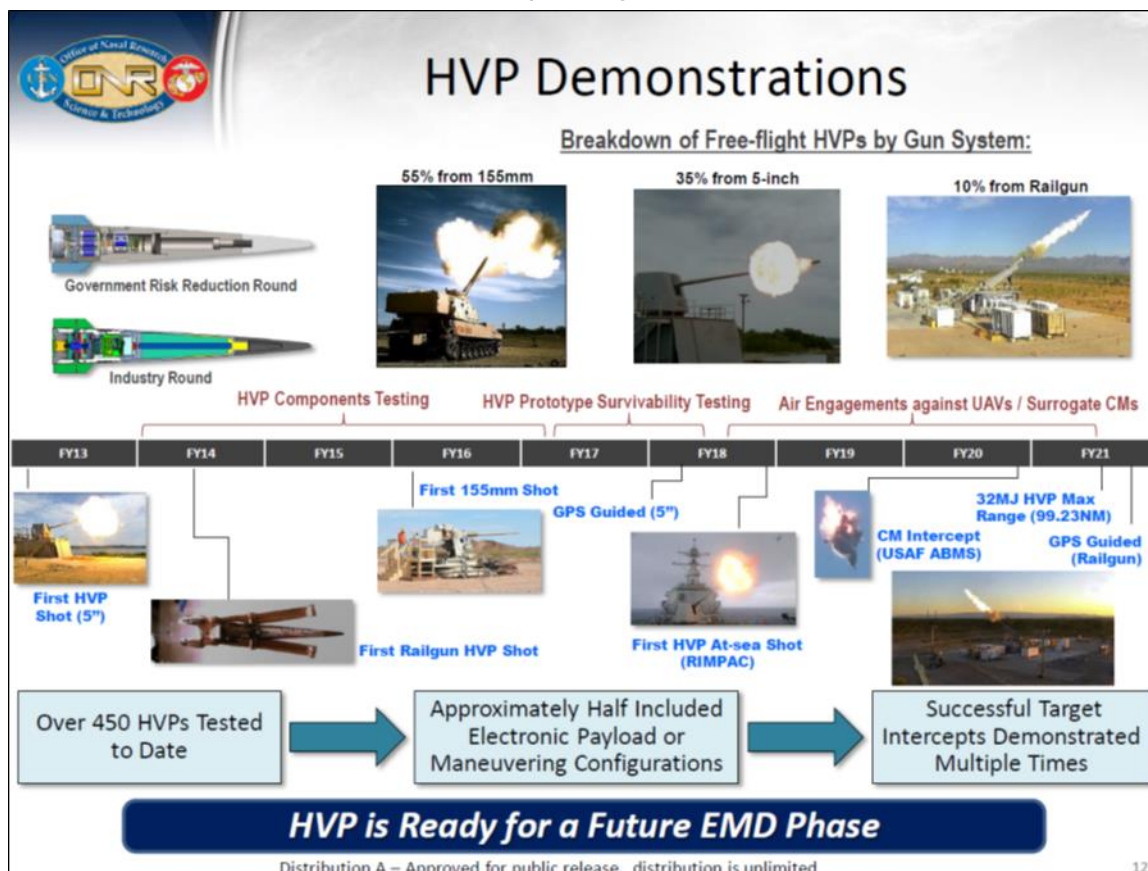 Office of Naval Research
ONR
Science & Technology
HVP Demonstrations
Breakdown of Free-flight HVPs by Gun System:
55% from 155mm
35% from 5-inch
10% from Railgun
Government Risk Reduction Round
Industry Round
HVP Components Testing
HVP Prototype Survivability Testing
Air Engagements against UAVs / Surrogate CMs
FY13
FY14
FY15
FY16
FY17
FY18
FY19
FY20
FY21
First HVP
Shot (5”)
First Railgun HVP Shot
First 155mm Shot
GPS Guided (5”)
First HVP At-sea Shot
(RIMPAC)
CM Intercept
(USAF ABMS)
32MJ HVP Max
Range (99.23NM)
GPS Guided
(Railgun)
Over 450 HVPs Tested
to Date
Approximately Half Included
Electronic Payload or
Maneuvering Configurations
Successful Target
Intercepts Demonstrated
Multiple Times
HVP is Ready for a Future EMD Phase
Distribution A – Approved for public release, distribution is unlimited
12